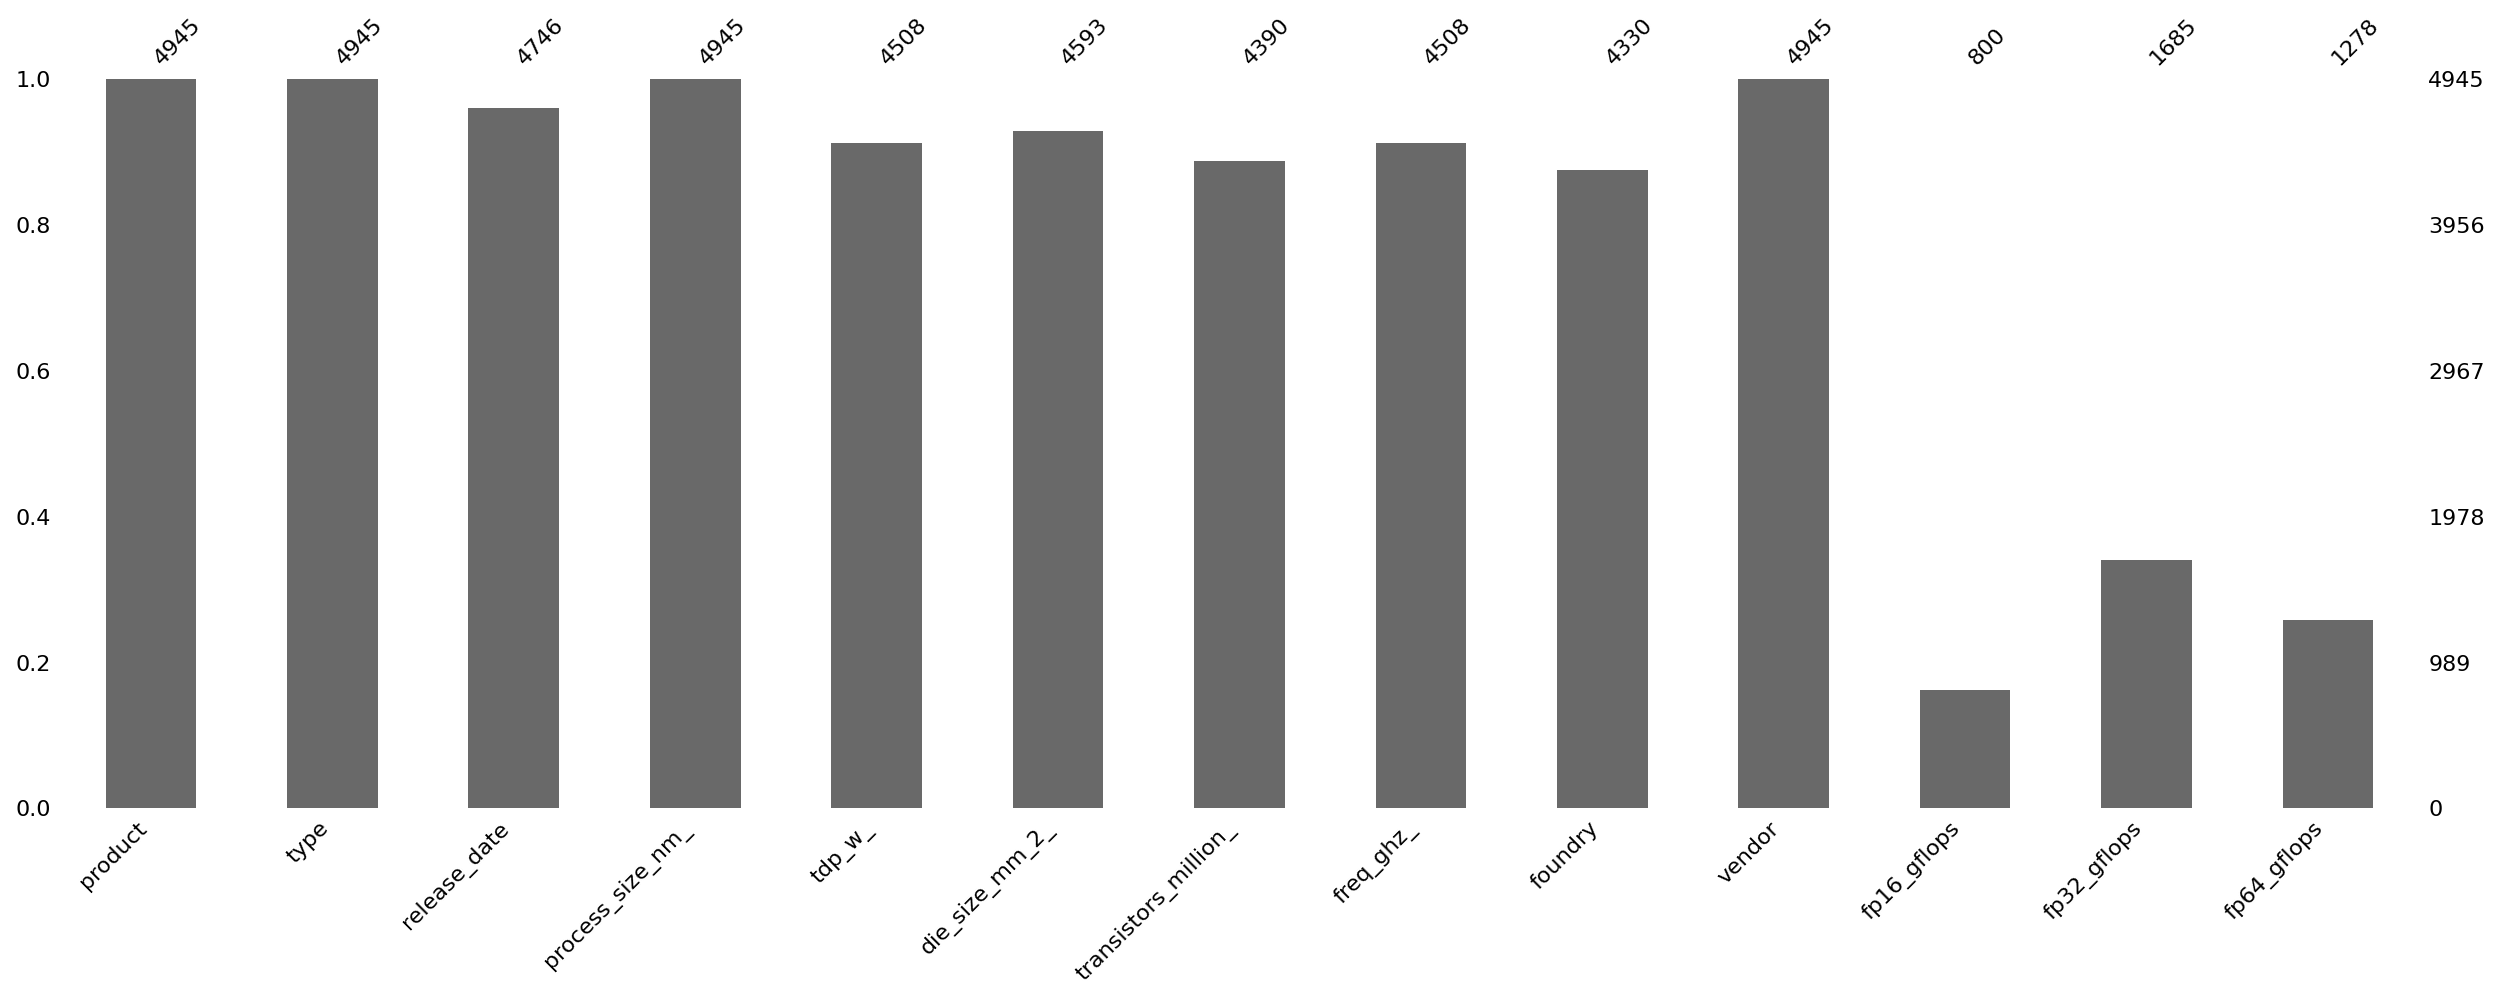 4945
4945
4746
4945
4508
4593
4390
4508
4330
4945
800
1685
1278
1.0
4945
0.8
3956
0.6
2967
0.4
1978
0.2
989
0.0
0
product
type
release_date
process_size_nm_
tdp_w_
die_size_mm_2_
transistors_million_
freq_ghz_
foundry
vendor
fp16_gflops
fp32_gflops
fp64_gflops